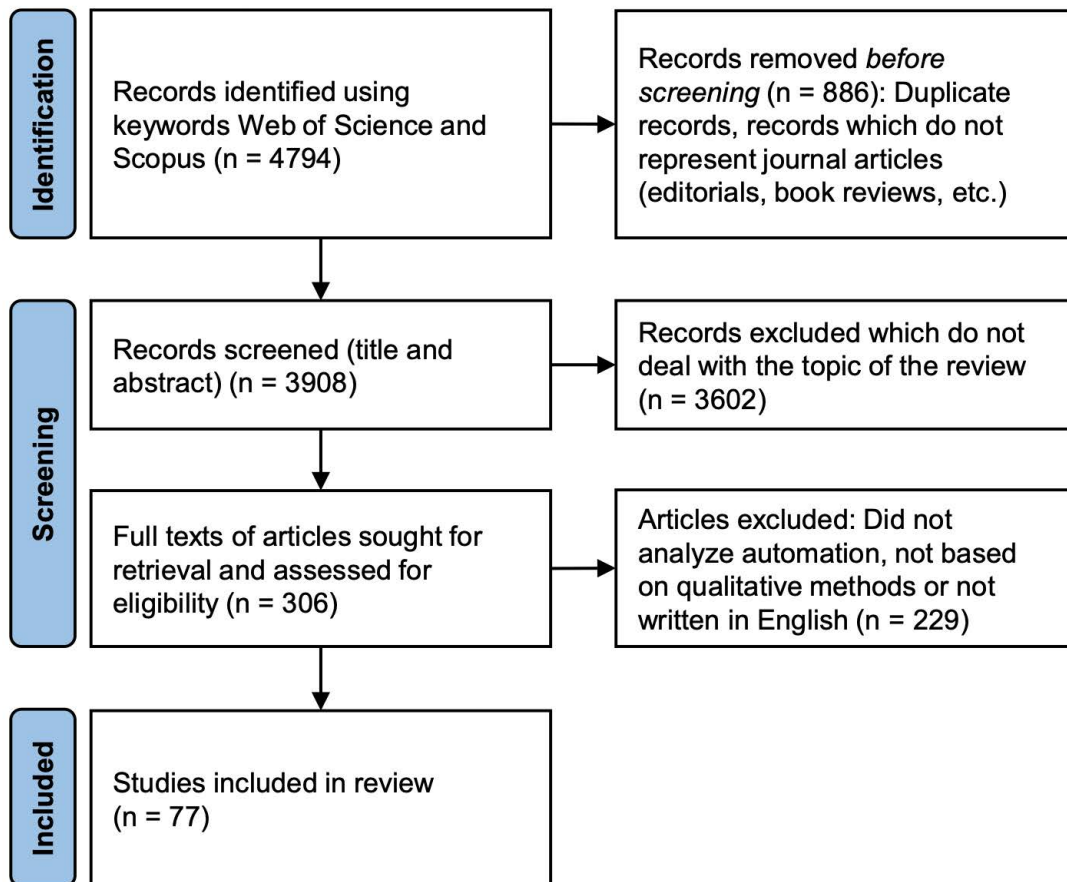 Identification
Records identified using
keywords Web of Science and
Scopus (n = 4794)
Records removed before
screening (n = 886): Duplicate
records, records which do not
represent journal articles
(editorials, book reviews, etc.)
Screening
Records screened (title and
abstract) (n = 3908)
Records excluded which do not
deal with the topic of the review
(n = 3602)
Full texts of articles sought for
retrieval and assessed for
eligibility (n = 306)
Articles excluded: Did not
analyze automation, not based
on qualitative methods or not
written in English (n = 229)
Included
Studies included in review
(n = 77)